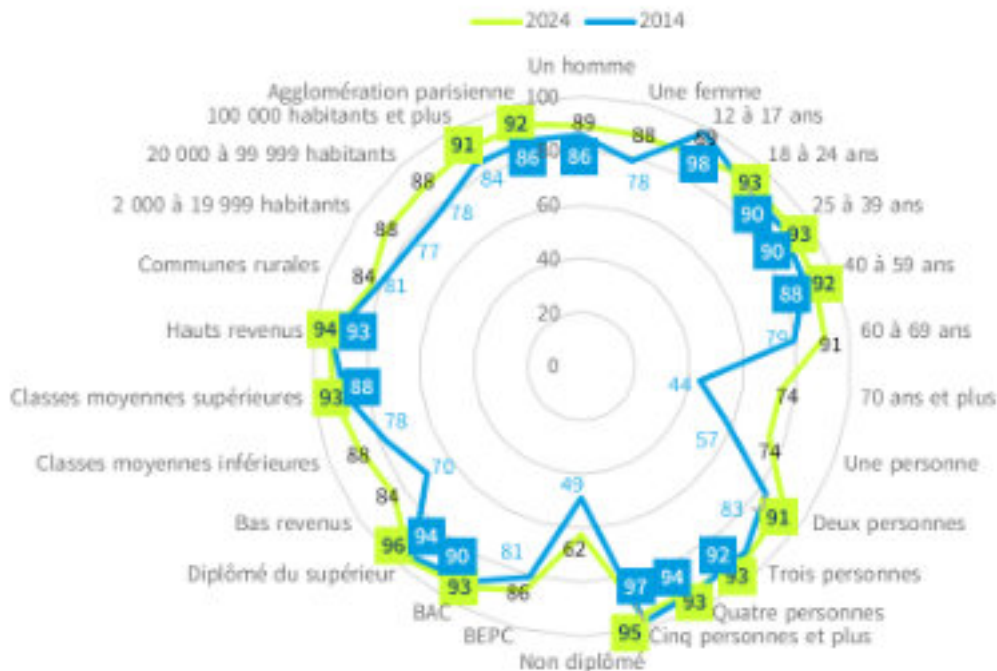 2024
2014
Un homme
Une femme
12 à 17 ans
18 à 24 ans
25 à 39 ans
40 à 59 ans
60 à 69 ans
70 ans et plus
Une personne
Deux personnes
Trois personnes
Quatre personnes
Cinq personnes et plus
Non diplômé
BEPC
BAC
Diplômé du supérieur
Bas revenus
Classes moyennes inférieures
Classes moyennes supérieures
Hauts revenus
Communes rurales
2 000 à 19 999 habitants
20 000 à 99 999 habitants
100 000 habitants et plus
Agglomération parisienne
100
80
60
40
20
0
89
88
93
93
92
91
74
74
91
93
93
95
62
86
93
96
84
88
93
94
84
88
88
91
92
86
78
98
90
90
88
79
44
57
83
92
94
97
49
81
90
94
70
78
88
93
81
77
78
84
86